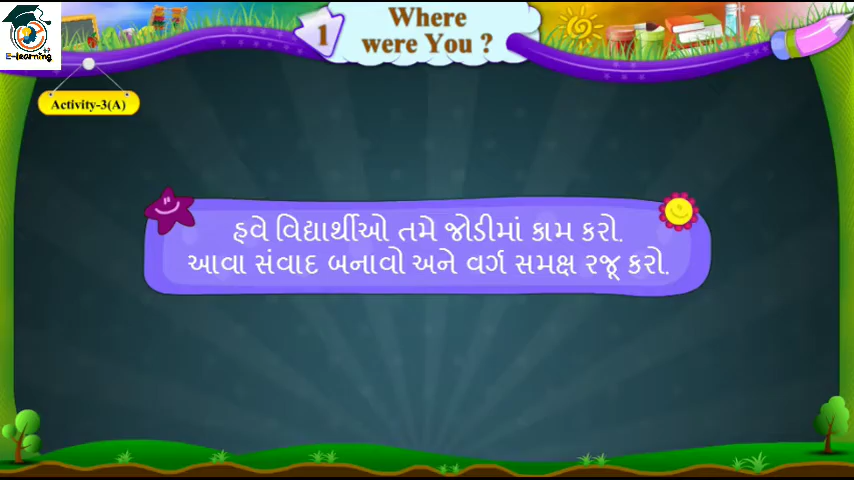 E-learning
1
Where
were You ?
Activity-3(A)
હવે વિદ્યાર્થીઓ તમે જોડીમાં કામ કરો.
આવા સંવાદ બનાવો અને વર્ગ સમક્ષ રજૂ કરો.